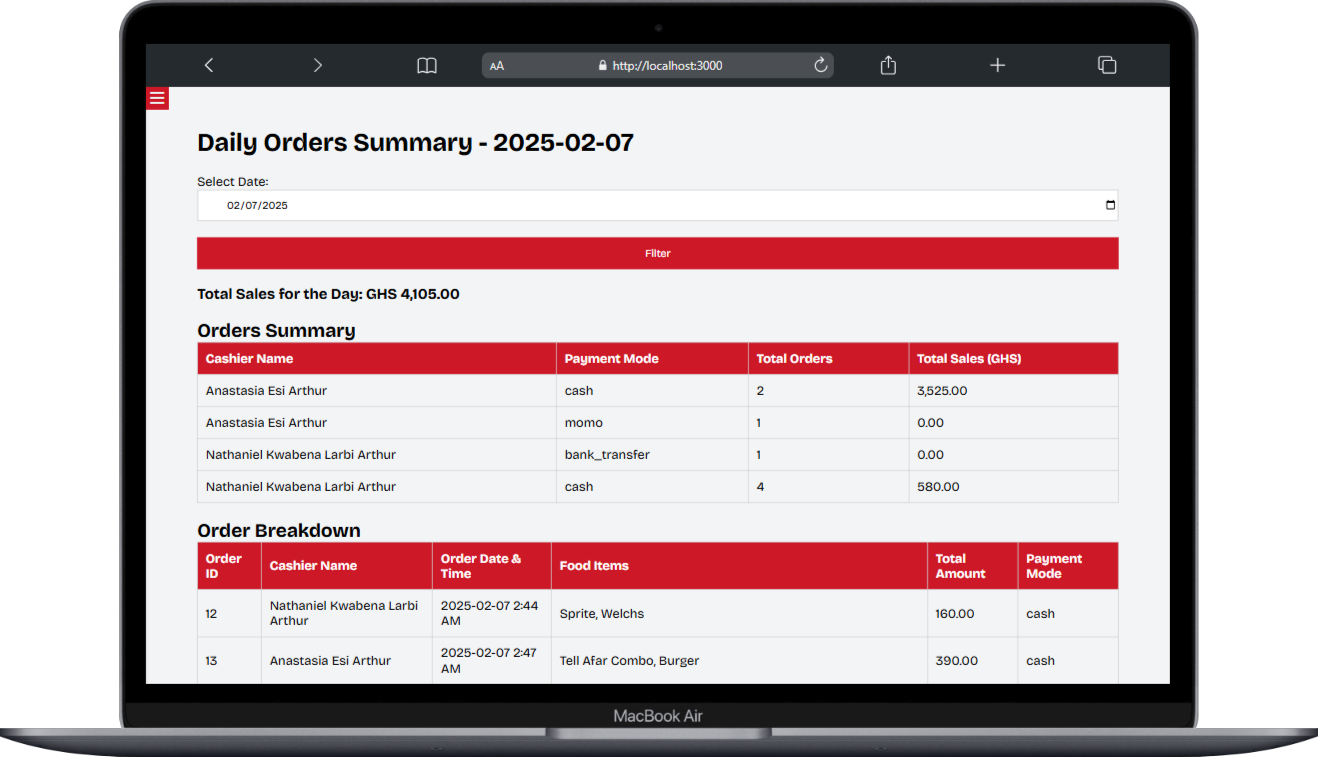 AA http://localhost:3000
Daily Orders Summary - 2025-02-07
Select Date:
02/07/2025
Filter
Total Sales for the Day: GHS 4,105.00
Orders Summary
Cashier Name Payment Mode Total Orders Total Sales (GHS)
Anastasia Esi Arthur cash 2 3,525.00
Anastasia Esi Arthur momo 1 0.00
Nathaniel Kwabena Larbi Arthur bank_transfer 1 0.00
Nathaniel Kwabena Larbi Arthur cash 4 580.00
Order Breakdown
Order ID Cashier Name Order Date & Time Food Items Total Amount Payment Mode
12 Nathaniel Kwabena Larbi Arthur 2025-02-07 2:44 AM Sprite, Welchs 160.00 cash
13 Anastasia Esi Arthur 2025-02-07 2:47 AM Tell Afar Combo, Burger 390.00 cash
MacBook Air